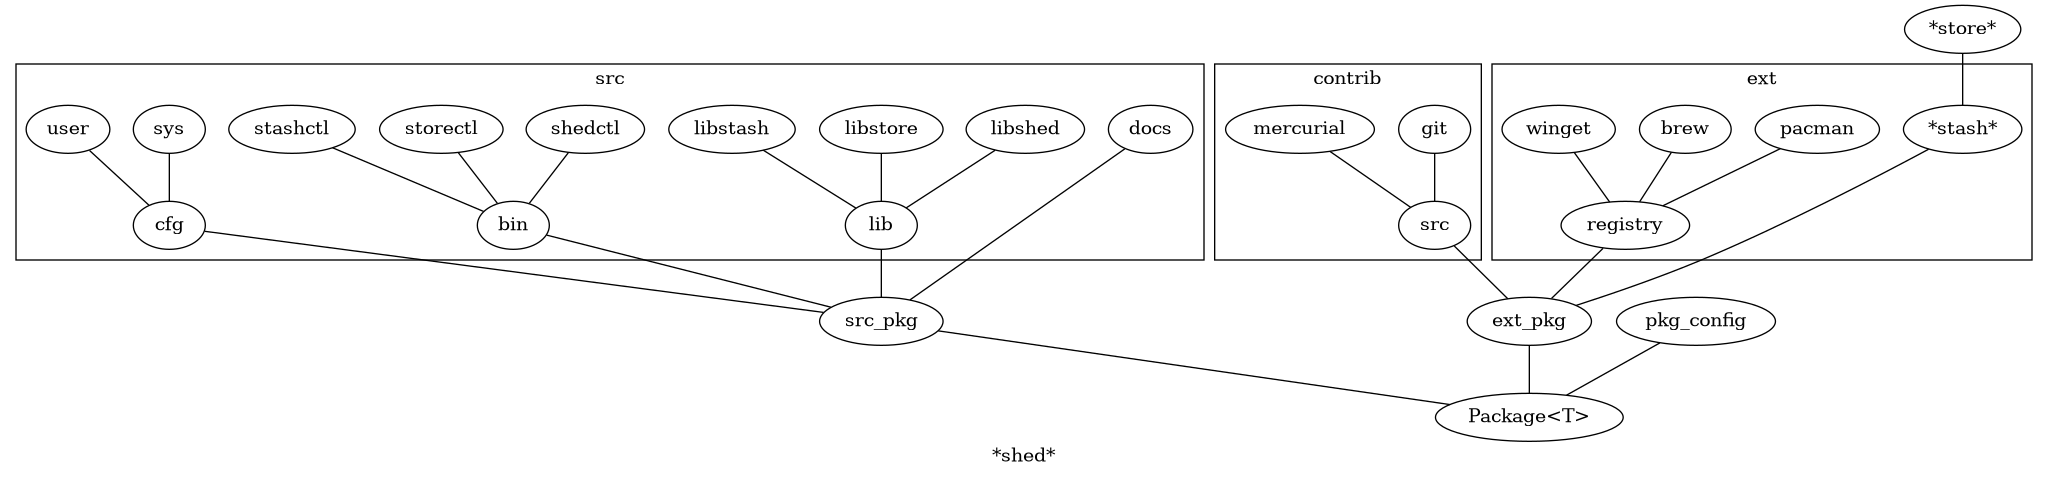 *store*
src
contrib
ext
user
sys
stashctl
storectl
shedctl
libstash
libstore
libshed
docs
mercurial
git
winget
brew
pacman
*stash*
cfg
bin
lib
src
registry
src_pkg
ext_pkg
pkg_config
Package<T>
*shed*